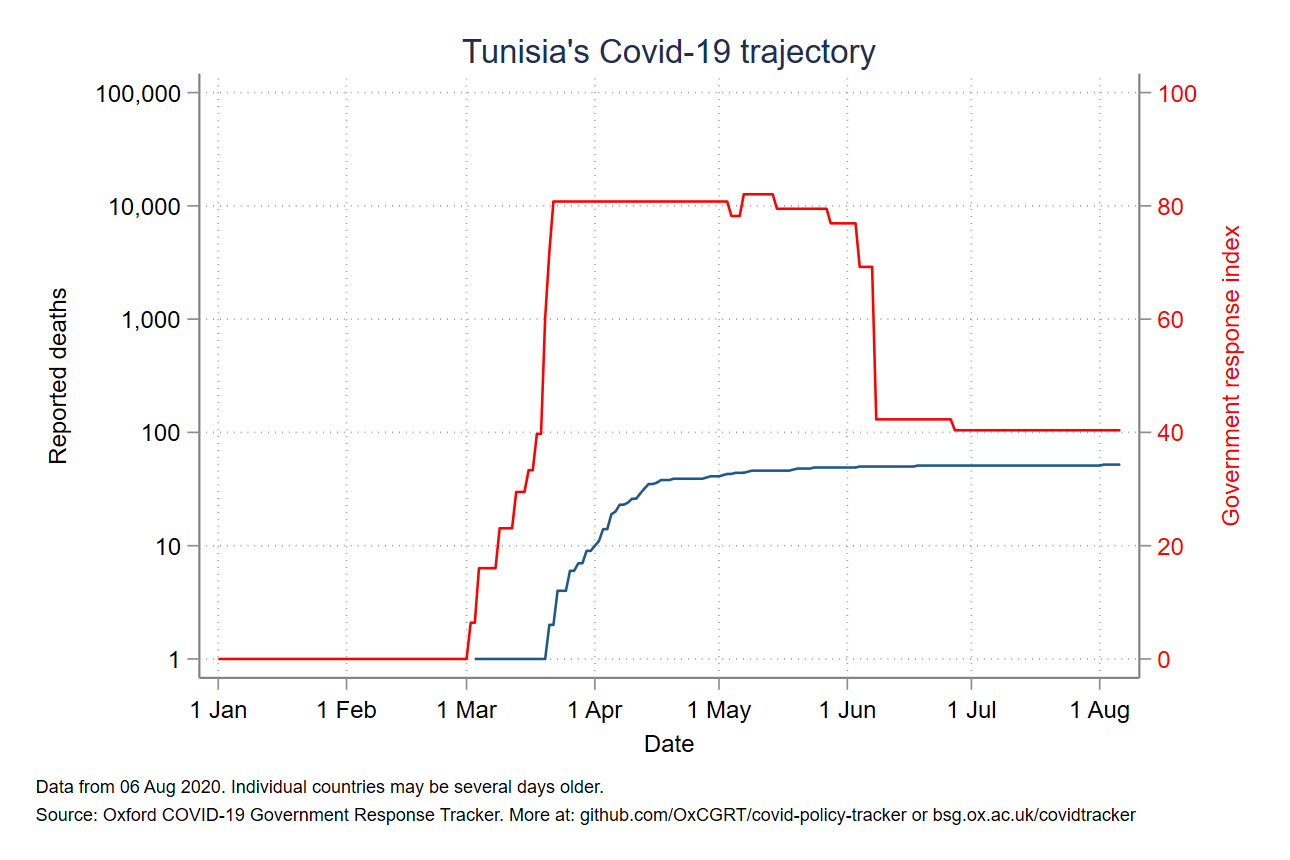 Tunisia's Covid-19 trajectory
100,000
10,000
1,000
100
10
1
Reported deaths
100
80
60
40
20
0
Government response index
1 Jan 1 Feb 1 Mar 1 Apr 1 May 1 Jun 1 Jul 1 Aug
Date
Data from 06 Aug 2020. Individual countries may be several days older.
Source: Oxford COVID-19 Government Response Tracker. More at: github.com/OxCGRT/covid-policy-tracker or bsg.ox.ac.uk/covidtracker